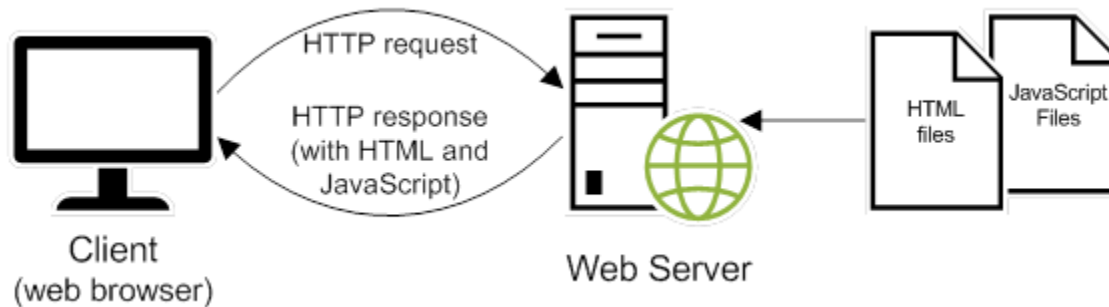 HTTP request
HTTP response
(with HTML and
JavaScript)
Client
(web browser)
Web Server
HTML
files
JavaScript
Files